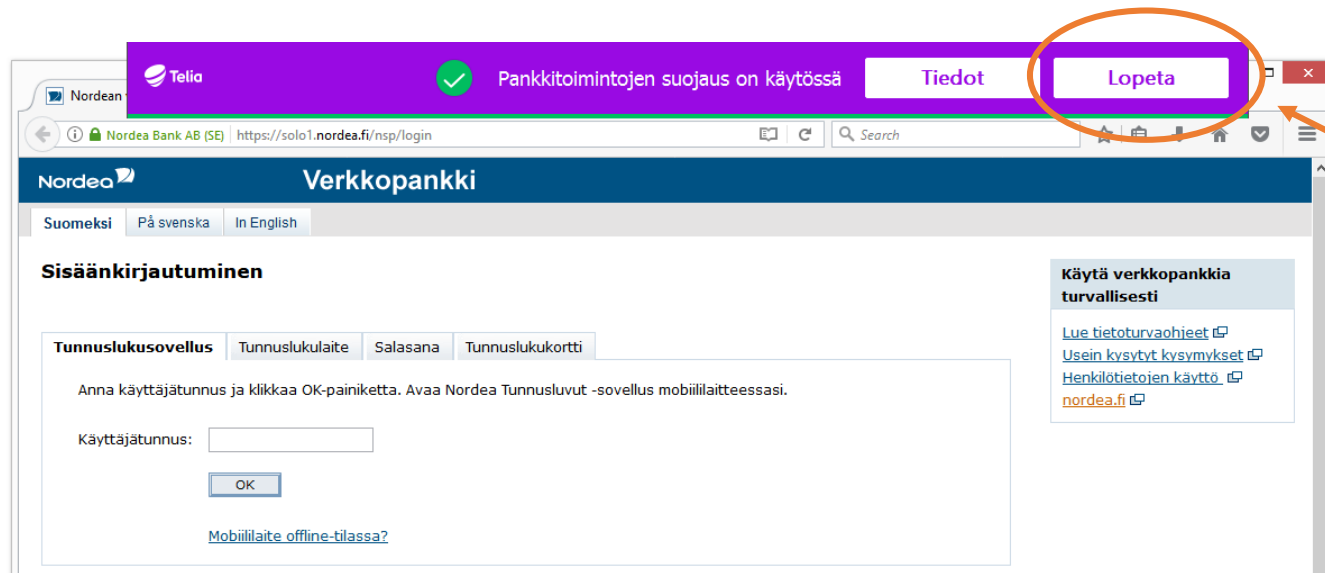 Telia
Pankkitoimintojen suojaus on käytössä
Tiedot
Lopeta
Nordean
Nordea Bank AB (SE) https://solo1.nordea.fi/nsp/login
Search
Nordea
Verkkopankki
Suomeksi På svenska In English
Sisäänkirjautuminen
Tunnuslukusovellus Tunnuslukulaite Salasana Tunnuslukukortti
Anna käyttäjätunnus ja klikkaa OK-painiketta. Avaa Nordea Tunnusluvut -sovellus mobiililaitteessasi.
Käyttäjätunnus:
OK
Mobiililaite offline-tilassa?
Käytä verkkopankkia
turvallisesti
Lue tietoturvaohjeet
Usein kysytyt kysymykset
Henkilötietojen käyttö
nordea.fi